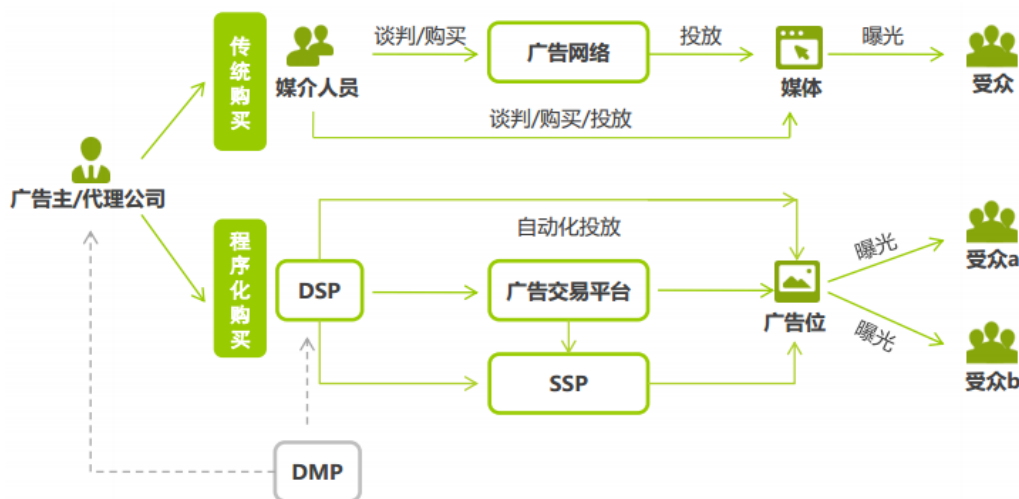 传统购买
媒介人员
谈判/购买
广告网络
投放
媒体
曝光
受众
谈判/购买/投放
广告主/代理公司
程序化购买
自动化投放
DSP
广告交易平台
SSP
广告位
曝光
受众a
曝光
受众b
DMP